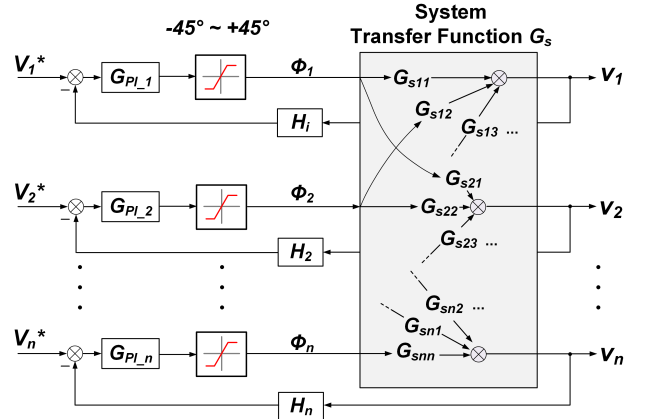 System
-45° ~ +45°
Transfer Function Gs
V1*
GPI_1
Φ1
Gs11
v1
Gs12
Hi
Gs13 ...
Gs21
V2*
GPI_2
Φ2
Gs22
v2
H2
Gs23 ...
Gsn2 ...
Gsn1
Vn*
GPI_n
Φn
Gsnn
vn
Hn